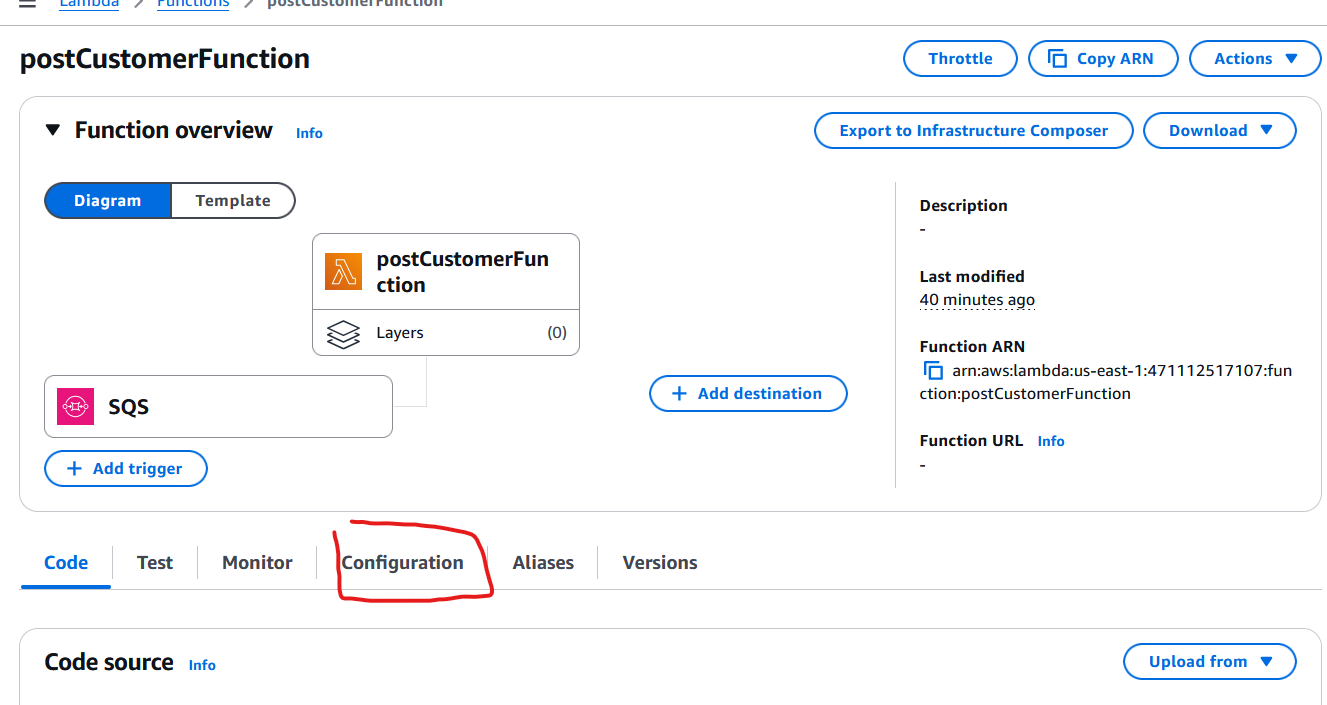 Lambda Functions postCustomerFunction
postCustomerFunction
Throttle
Copy ARN
Actions
Function overview Info
Export to Infrastructure Composer
Download
Diagram
Template
postCustomerFun
ction
Layers (0)
SQS
Add trigger
Add destination
Description
-
Last modified
40 minutes ago
Function ARN
arn:aws:lambda:us-east-1:471112517107:fun
ction:postCustomerFunction
Function URL Info
-
Code Test Monitor Configuration Aliases Versions
Code source Info
Upload from